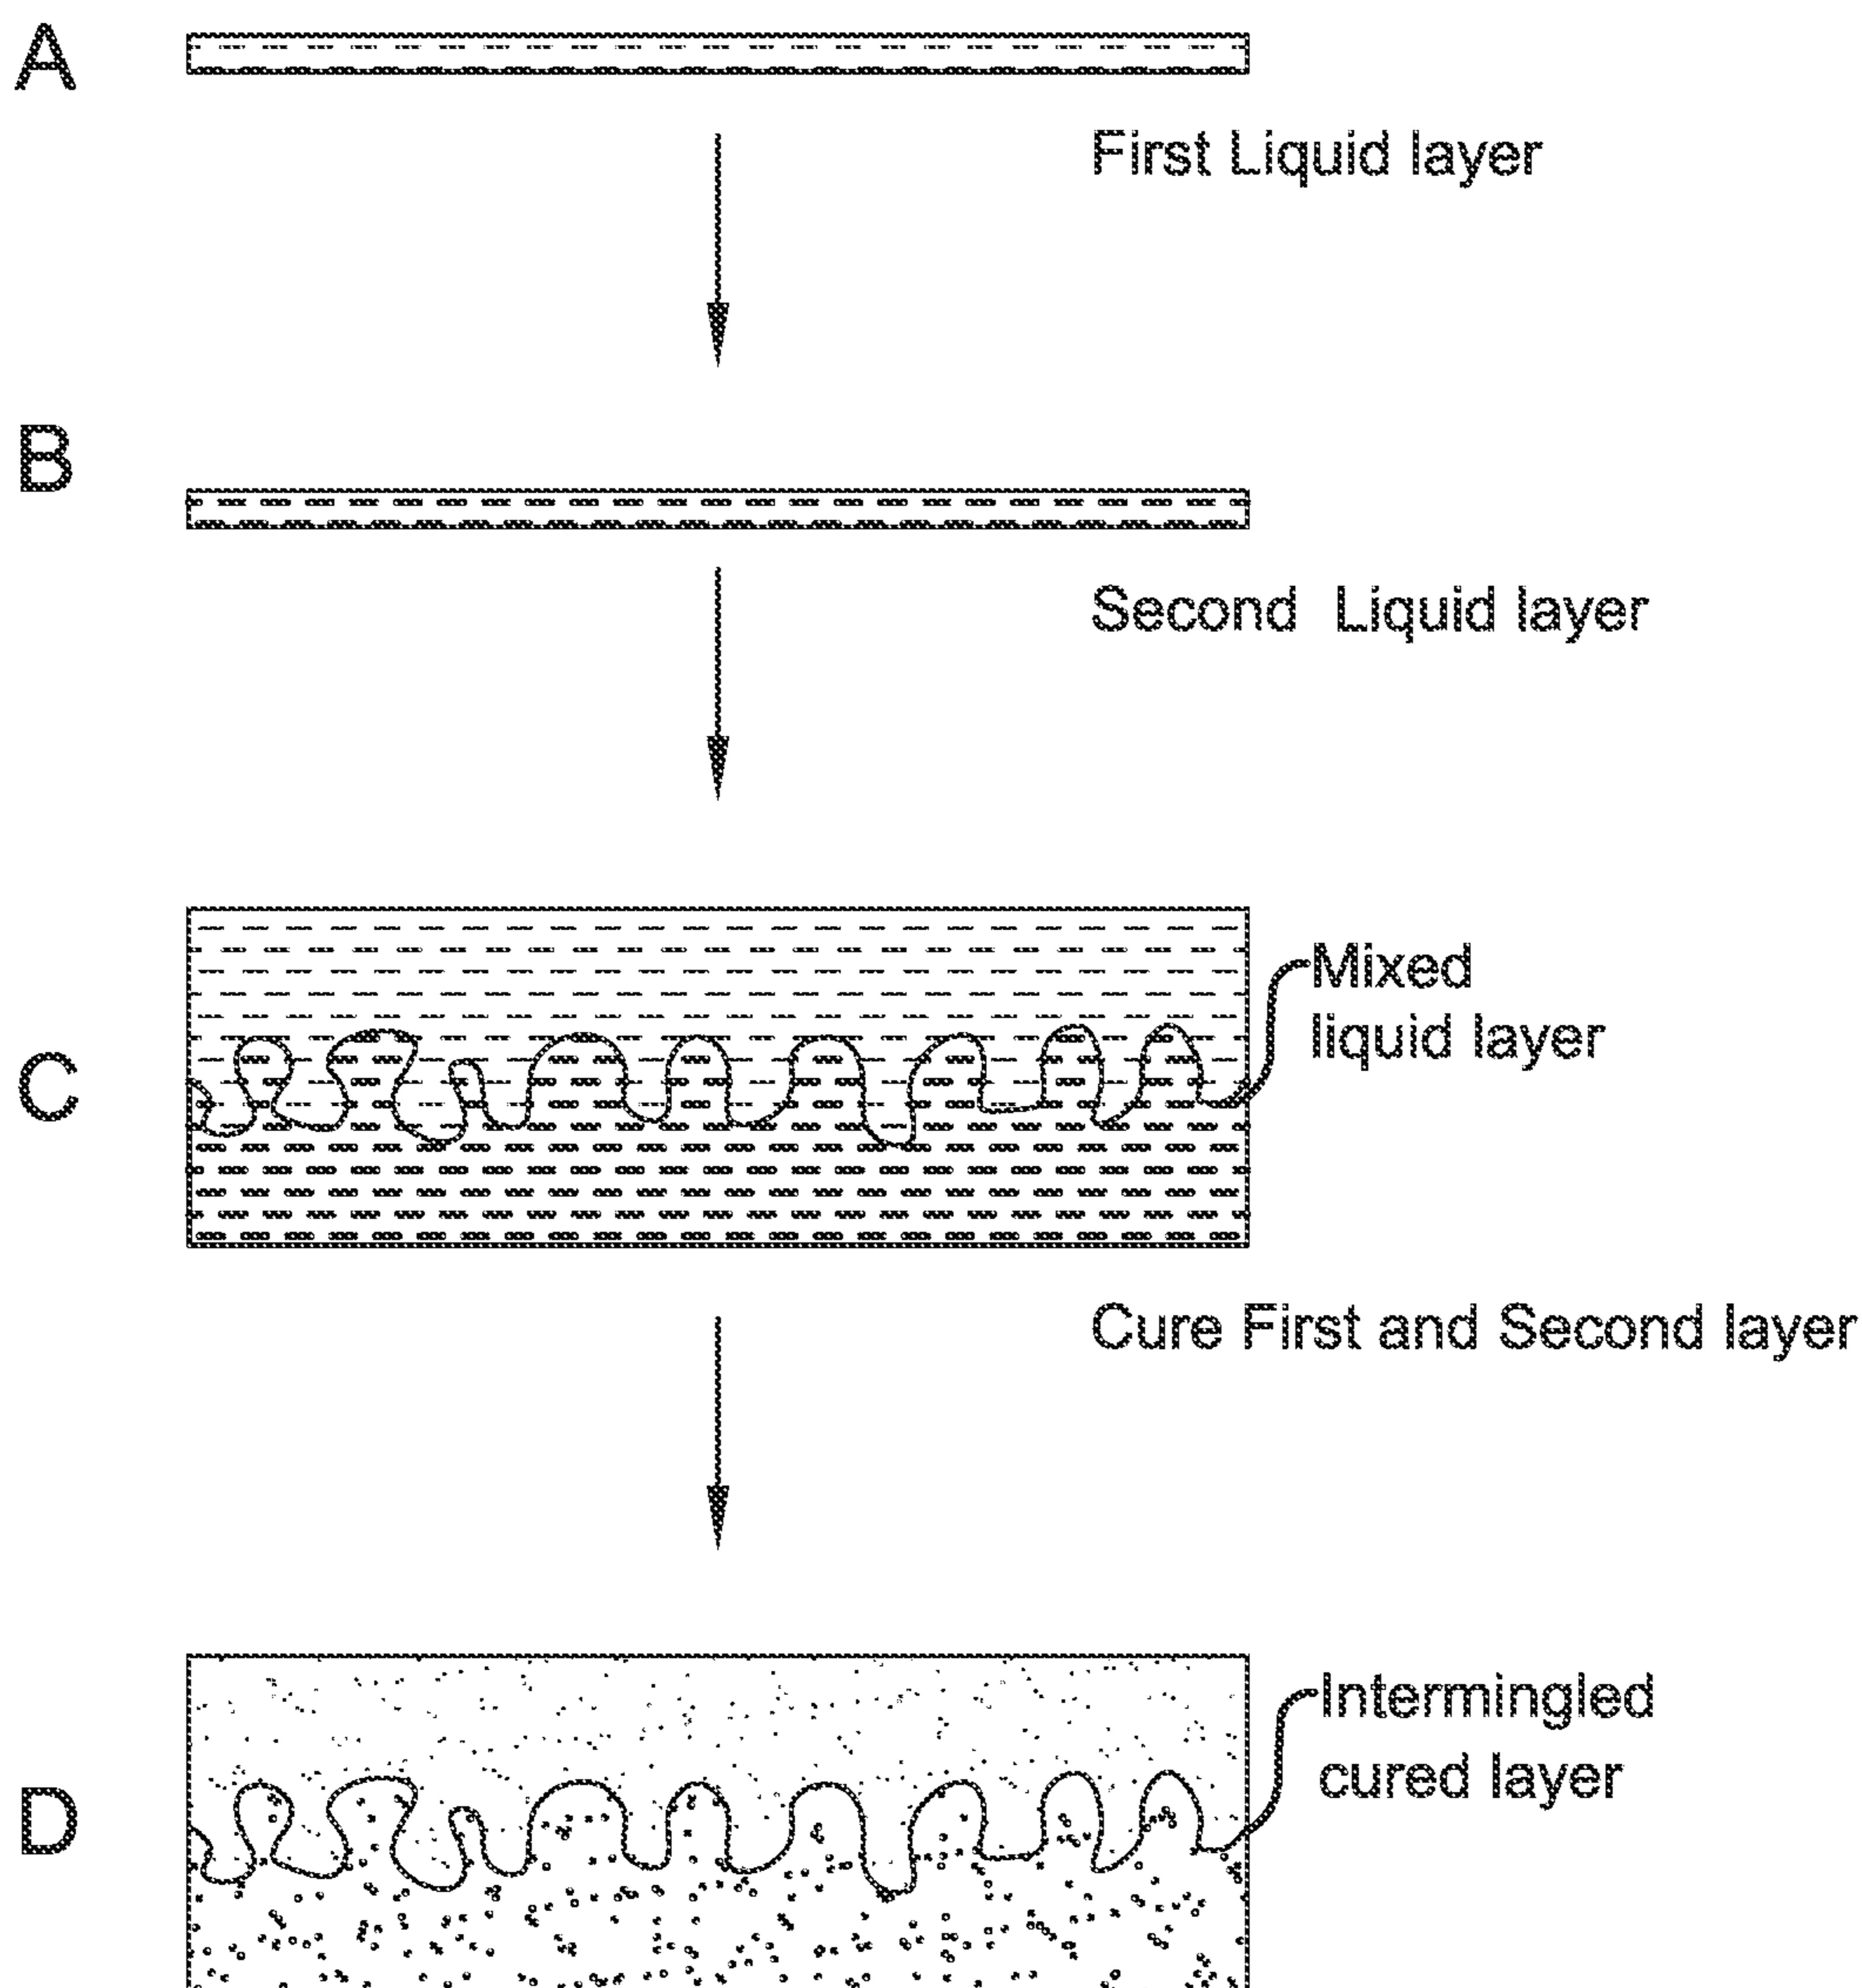 A
First Liquid layer
B
Second Liquid layer
Mixed
liquid layer
C
Cure First and Second layer
Intermingled
cured layer
D